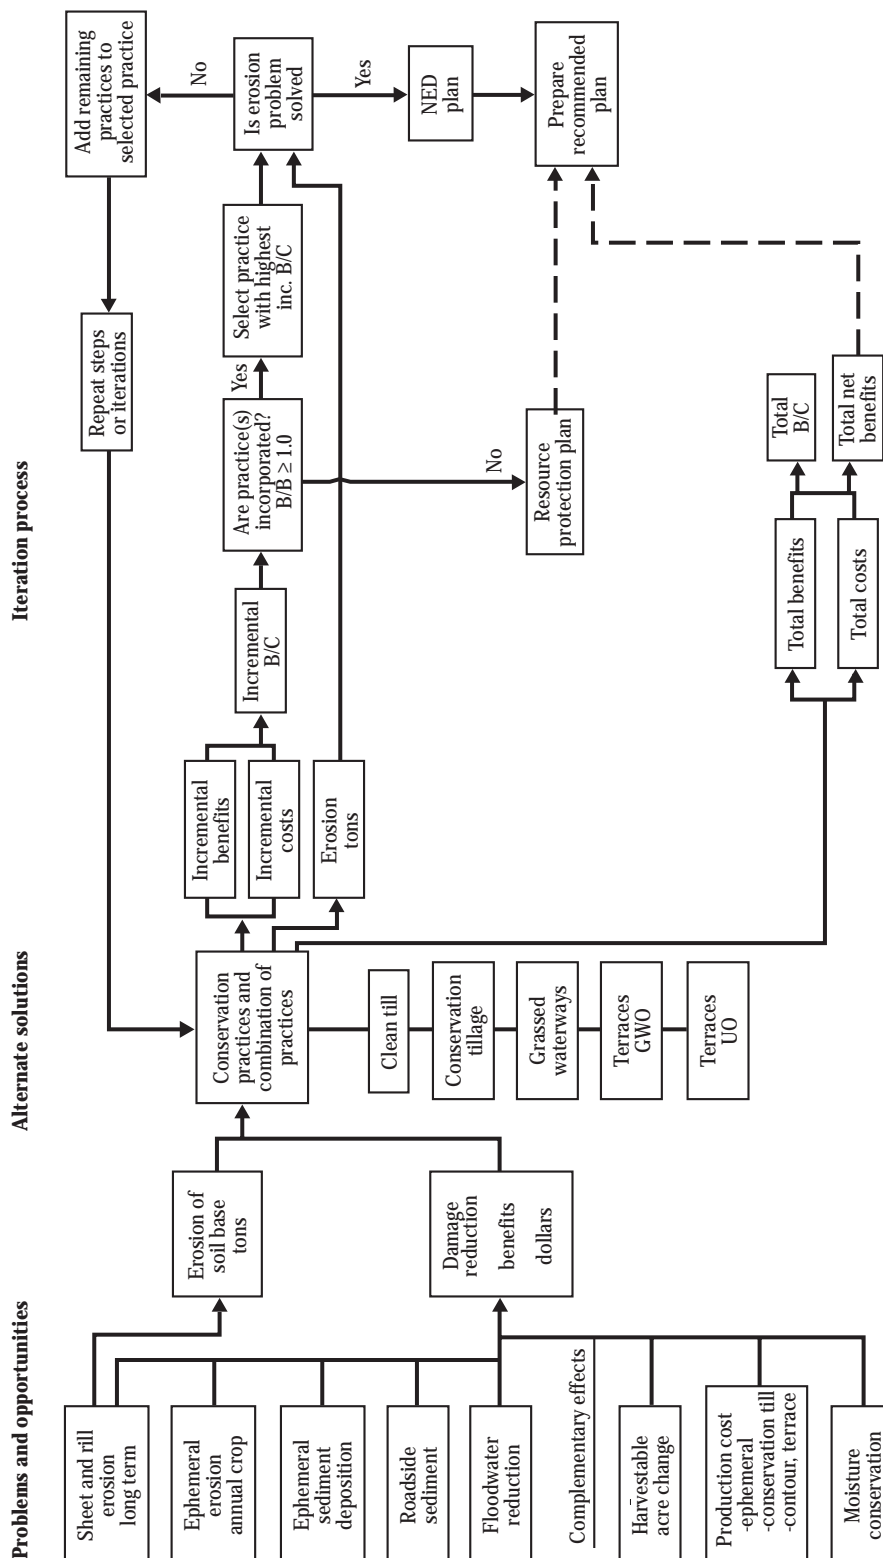 Problems and opportunities
Sheet and rill
erosion
long term
Ephemeral
erosion
annual crop
Ephemeral
sediment
deposition
Roadside
sediment
Floodwater
reduction
Complementary effects
Harvestable
acre change
Production cost
-ephemeral
-conservation till
-contour, terrace
Moisture
conservation
Erosion of
soil base
tons
Damage
reduction
benefits
dollars
Alternate solutions
Conservation
practices and
combination of
practices
Clean till
Conservation
tillage
Grassed
waterways
Terraces
GWO
Terraces
UO
Iteration process
Incremental
benefits
Incremental
costs
Erosion
tons
Incremental
B/C
Are practice(s)
incorporated?
B/B ≥ 1.0
Yes
No
Select practice
with highest
inc. B/C
Is erosion
problem
solved
No
Yes
Add remaining
practices to
selected practice
Repeat steps
or iterations
NED
plan
Prepare
recommended
plan
Resource
protection plan
Total benefits
Total costs
Total
B/C
Total net
benefits